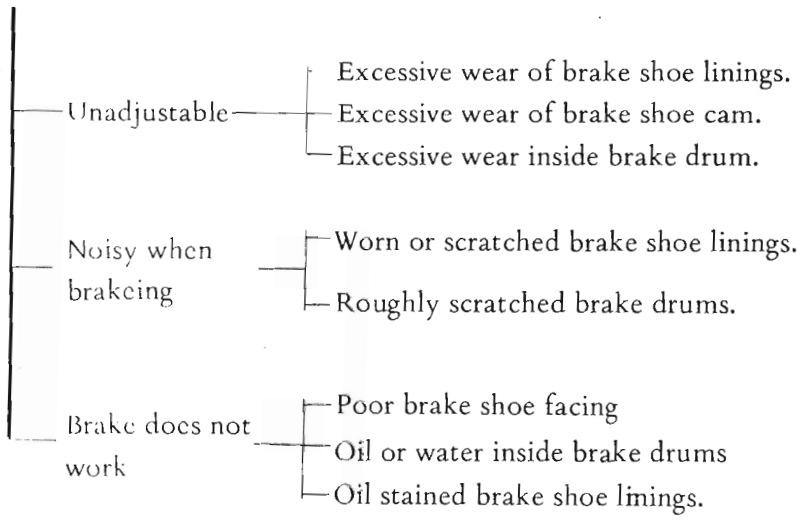 Unadjustable
Excessive wear of brake shoe linings.
Excessive wear of brake shoe cam.
Excessive wear inside brake drum.
Noisy when
brakeing
Worn or scratched brake shoe linings.
Roughly scratched brake drums.
Brake does not
work
Poor brake shoe facing
Oil or water inside brake drums
Oil stained brake shoe linings.